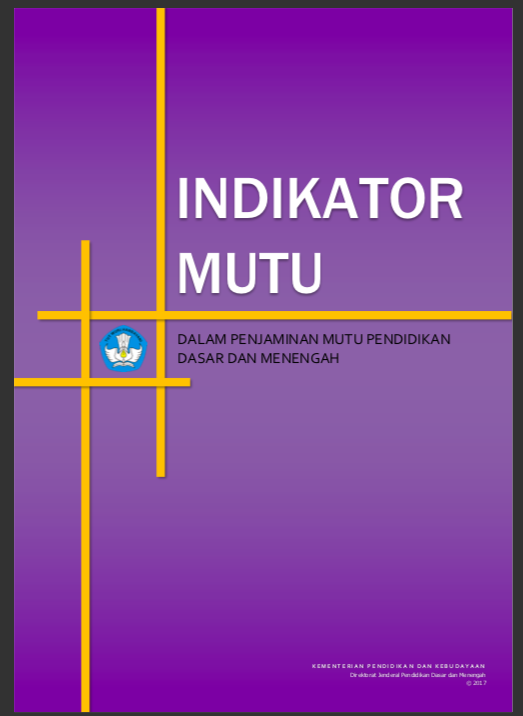 INDIKATOR
MUTU
DALAM PENJAMINAN MUTU PENDIDIKAN
DASAR DAN MENENGAH
KEMENTERIAN PENDIDIKAN DAN KEBUDAYAAN
Direktorat Jenderal Pendidikan Dasar dan Menengah
© 2017